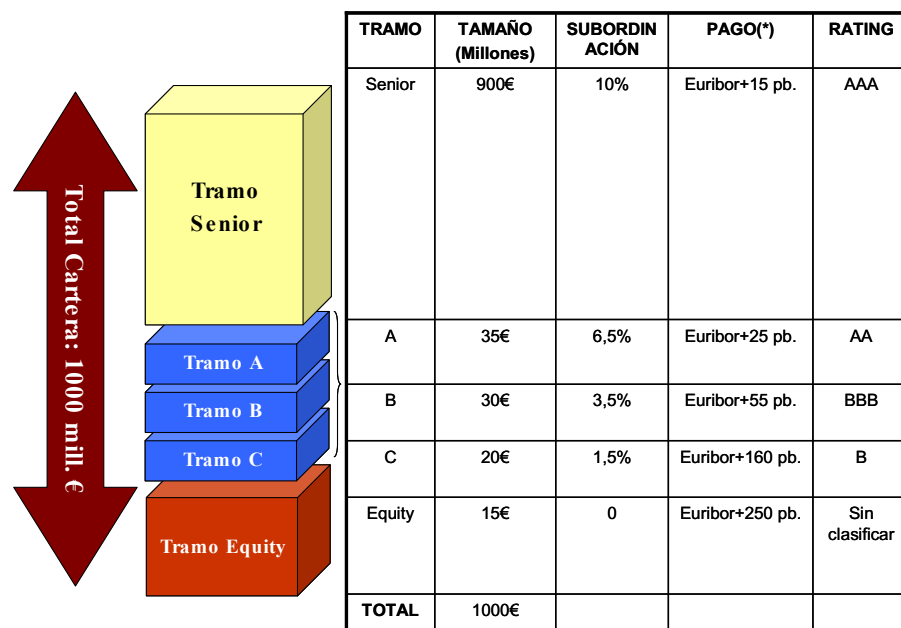 Total Cartera: 1000 mill. €
Tramo
Senior
Tramo A
Tramo B
Tramo C
Tramo Equity
TRAMO TAMAÑO (Millones) SUBORDIN ACIÓN PAGO(*) RATING
Senior 900€ 10% Euribor+15 pb. AAA
A 35€ 6,5% Euribor+25 pb. AA
B 30€ 3,5% Euribor+55 pb. BBB
C 20€ 1,5% Euribor+160 pb. B
Equity 15€ 0 Euribor+250 pb. Sin clasificar
TOTAL 1000€